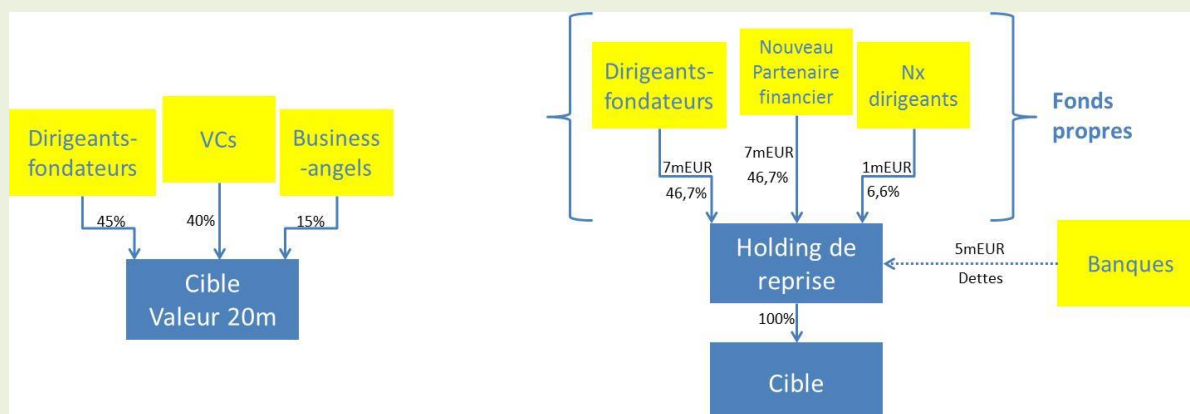 Dirigeants-
fondateurs
VCs
Business
-angels
45%
40%
15%
Cible
Valeur 20m
Dirigeants-
fondateurs
Nouveau
Partenaire
financier
Nx
dirigeants
Fonds
propres
7mEUR
46,7%
7mEUR
46,7%
1mEUR
6,6%
Holding de
reprise
5mEUR
Dettes
Banques
100%
Cible